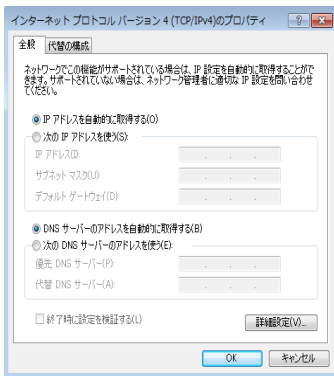 インターネット プロトコル バージョン 4 (TCP/IPv4)のプロパティ
全般 代替の構成
ネットワークでこの機能がサポートされている場合は、IP 設定を自動的に取得することがで
きます。サポートされていない場合は、ネットワーク管理者に適切な IP 設定を問い合わせ
てください。
IP アドレスを自動的に取得する(O)
次の IP アドレスを使う(S):
IP アドレス(I):
サブネット マスク(U):
デフォルト ゲートウェイ(D):
DNS サーバーのアドレスを自動的に取得する(B)
次の DNS サーバーのアドレスを使う(E):
優先 DNS サーバー(P):
代替 DNS サーバー(A):
終了時に設定を検証する(L)
詳細設定(V)...
OK キャンセル